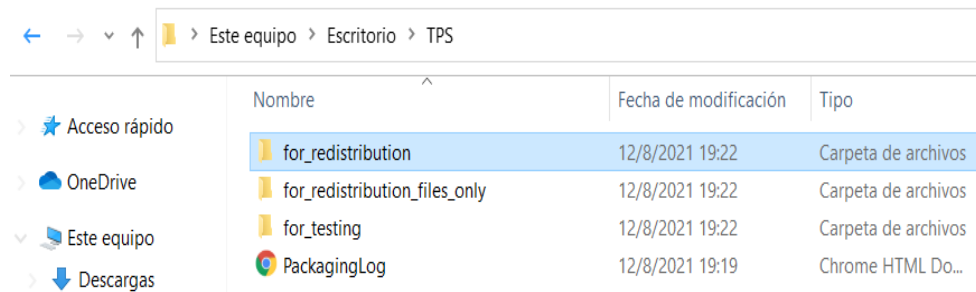 Este equipo > Escritorio > TPS
Nombre Fecha de modificación Tipo
Acceso rápido
for_redistribution 12/8/2021 19:22 Carpeta de archivos
OneDrive
for_redistribution_files_only 12/8/2021 19:22 Carpeta de archivos
for_testing 12/8/2021 19:22 Carpeta de archivos
Este equipo
PackagingLog 12/8/2021 19:19 Chrome HTML Do...
Descargas